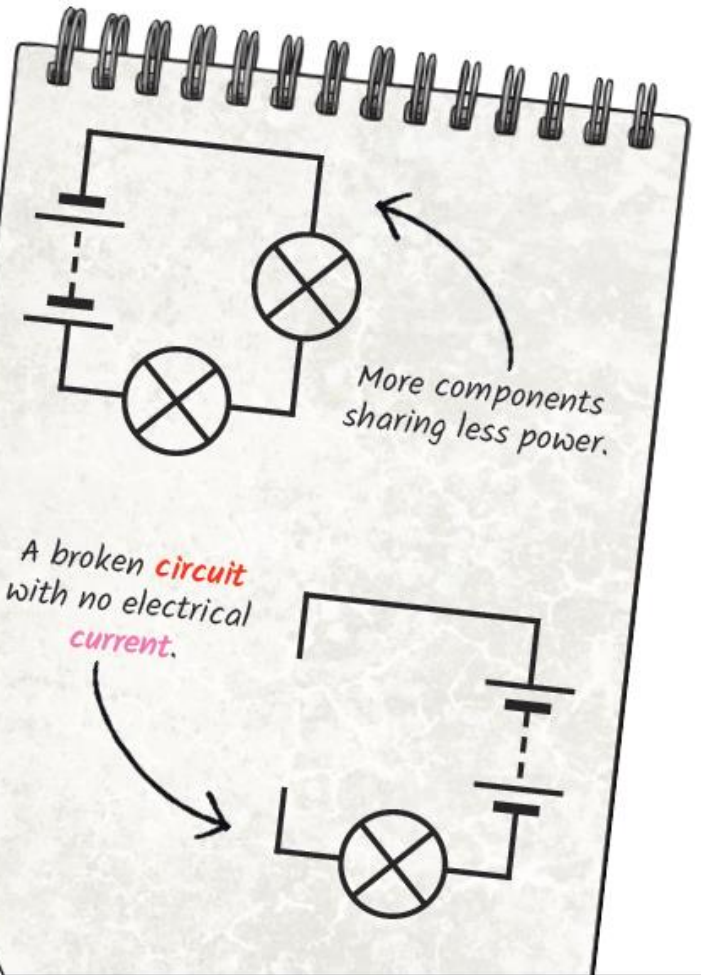 More components
sharing less power.
A broken circuit
with no electrical
current.